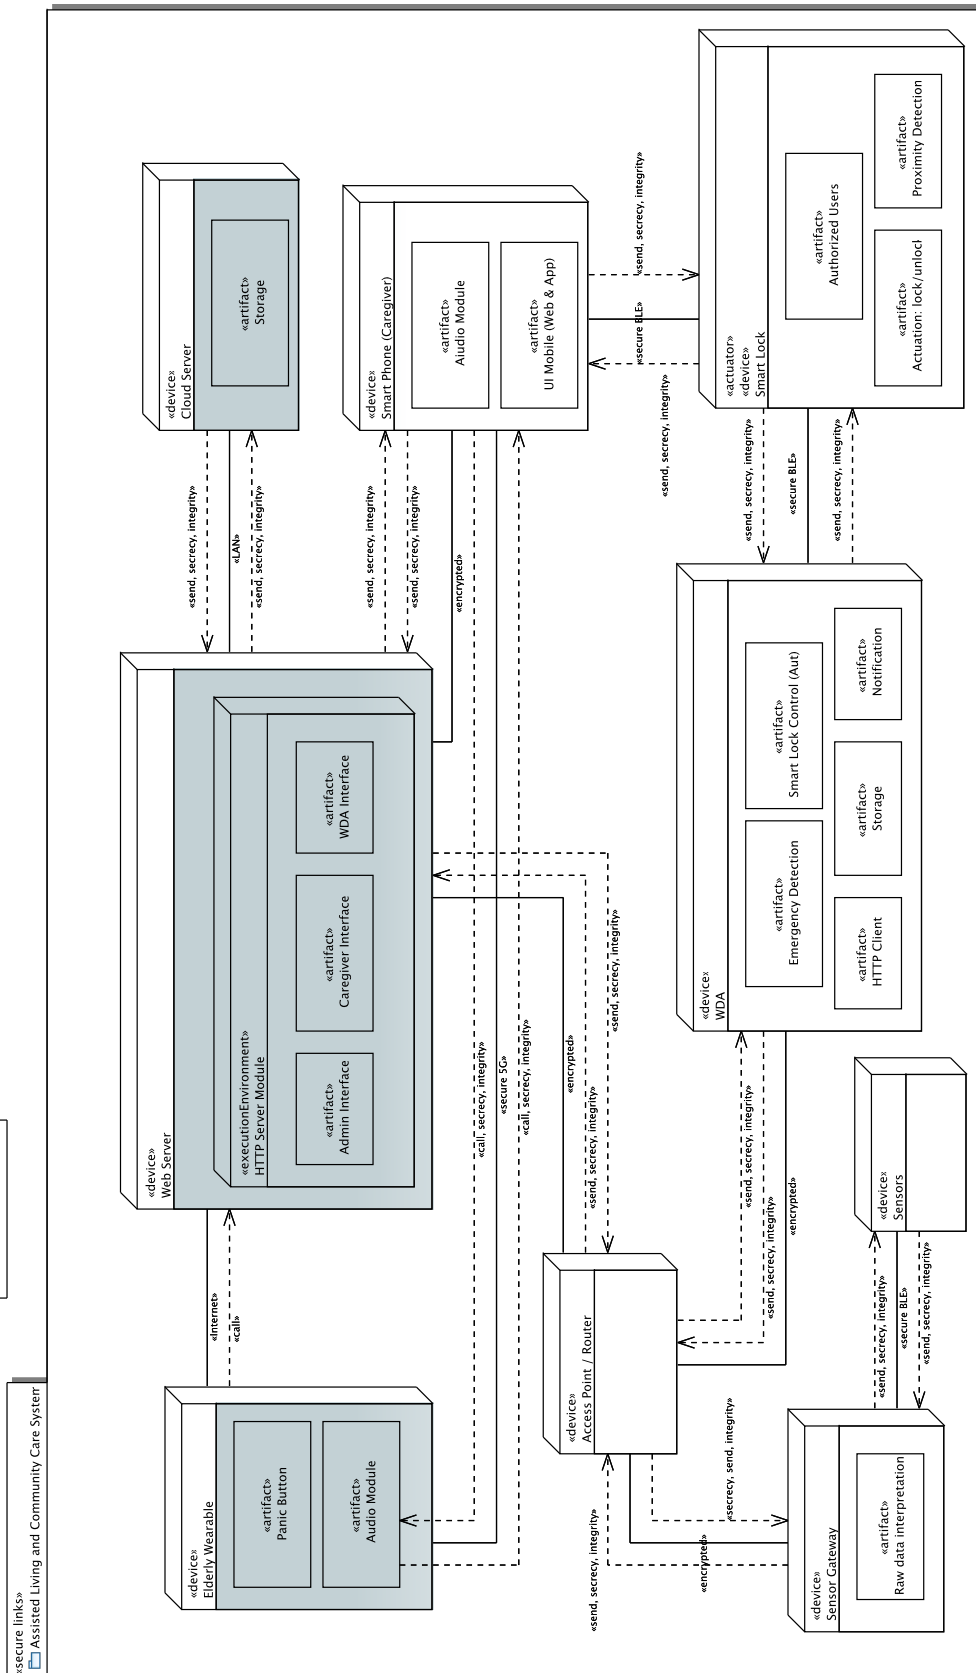 «secure links»
Assisted Living and Community Care System
«device»
Elderly Wearable
«artifact»
Panic Button
«artifact»
Audio Module
«Internet»
«call»
«device»
Web Server
«executionEnvironment»
HTTP Server Module
«artifact»
Admin Interface
«artifact»
Caregiver Interface
«artifact»
WDA Interface
«send, secrecy, integrity»
«LAN»
«send, secrecy, integrity»
«device»
Cloud Server
«artifact»
Storage
«send, secrecy, integrity»
«send, secrecy, integrity»
«encrypted»
«device»
Smart Phone (Caregiver)
«artifact»
Aiudio Module
«artifact»
UI Mobile (Web & App)
«call, secrecy, integrity»
«secure 5G»
«call, secrecy, integrity»
«encrypted»
«send, secrecy, integrity»
«send, secrecy, integrity»
«device»
Access Point / Router
«send, secrecy, integrity»
«encrypted»
«secrecy, send, integrity»
«send, secrecy, integrity»
«send, secrecy, integrity»
«encrypted»
«device»
Sensor Gateway
«artifact»
Raw data interpretation
«send, secrecy, integrity»
«secure BLE»
«send, secrecy, integrity»
«device»
Sensors
«device»
WDA
«artifact»
Emergency Detection
«artifact»
Smart Lock Control (Aut)
«artifact»
HTTP Client
«artifact»
Storage
«artifact»
Notification
«send, secrecy, integrity»
«secure BLE»
«send, secrecy, integrity»
«send, secrecy, integrity»
«secure BLE»
«send, secrecy, integrity»
«actuator»
«device»
Smart Lock
«artifact»
Authorized Users
«artifact»
Actuation: lock/unlock
«artifact»
Proximity Detection